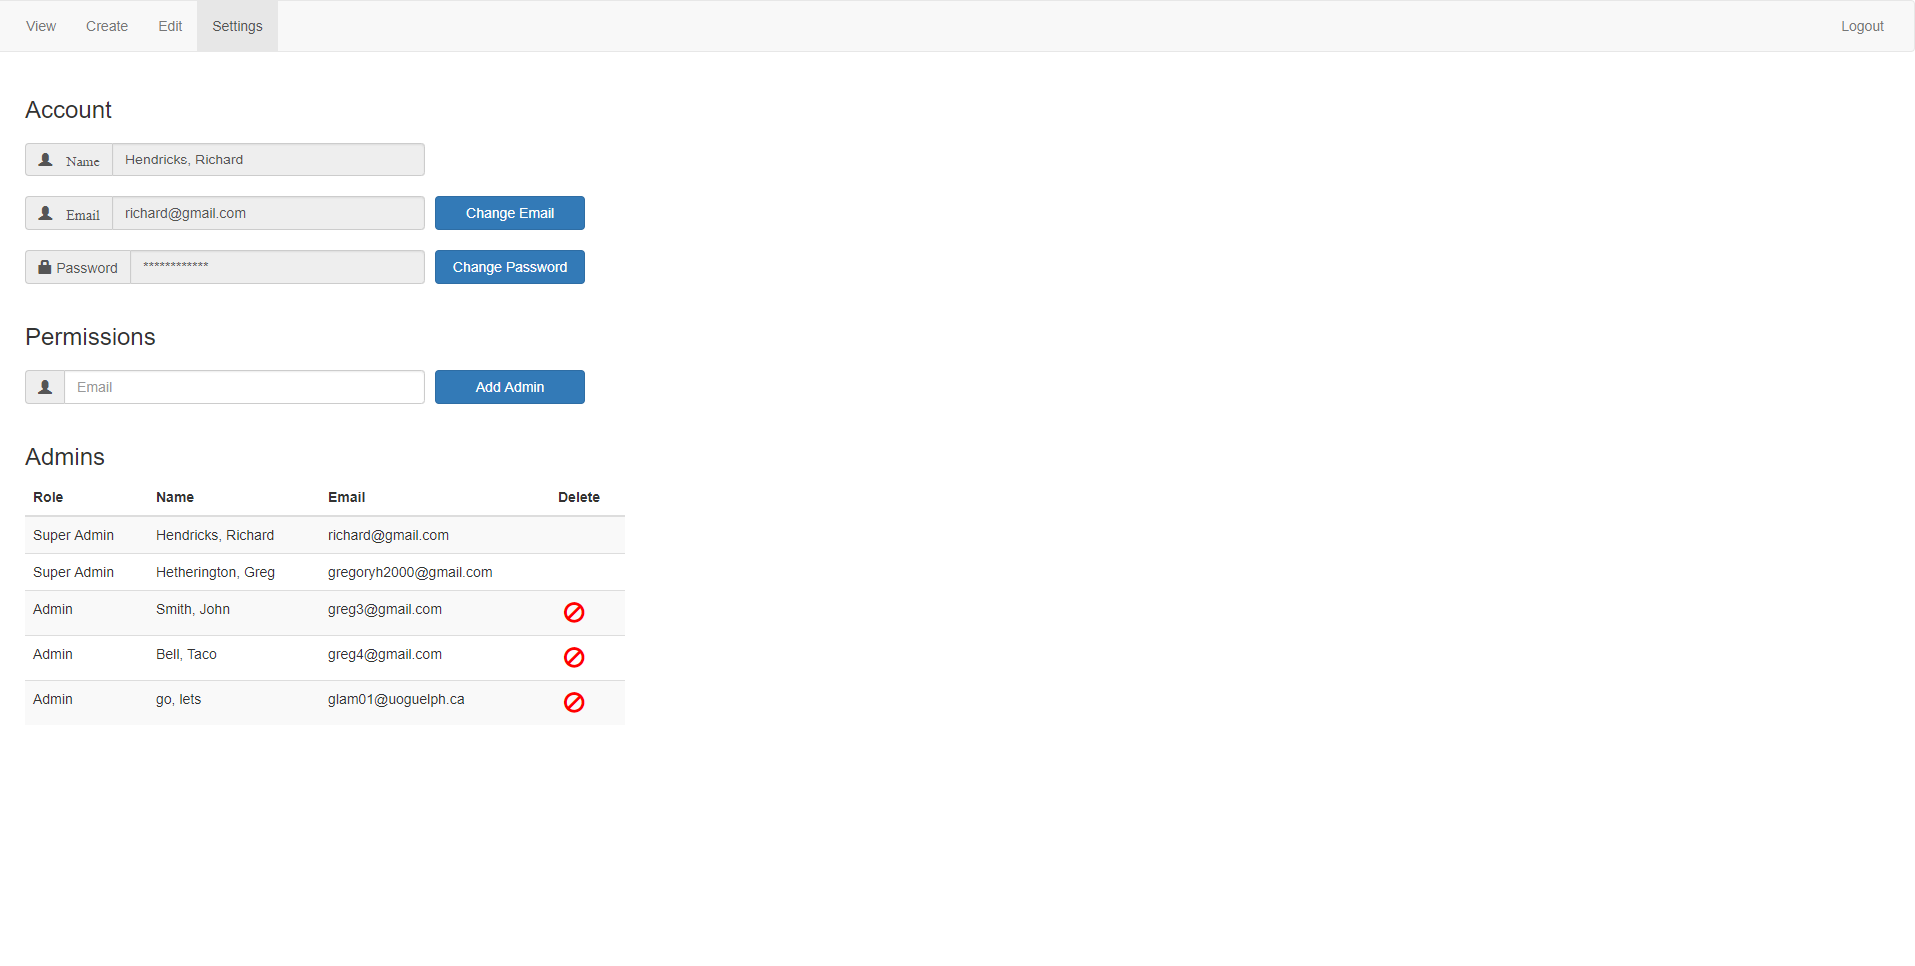 View Create Edit Settings Logout
Account
Name Hendricks, Richard
Email richard@gmail.com Change Email
Password ************ Change Password
Permissions
Email Add Admin
Admins
Role Name Email Delete
Super Admin Hendricks, Richard richard@gmail.com
Super Admin Hetherington, Greg gregoryh2000@gmail.com
Admin Smith, John greg3@gmail.com
Admin Bell, Taco greg4@gmail.com
Admin go, lets glam01@uoguelph.ca